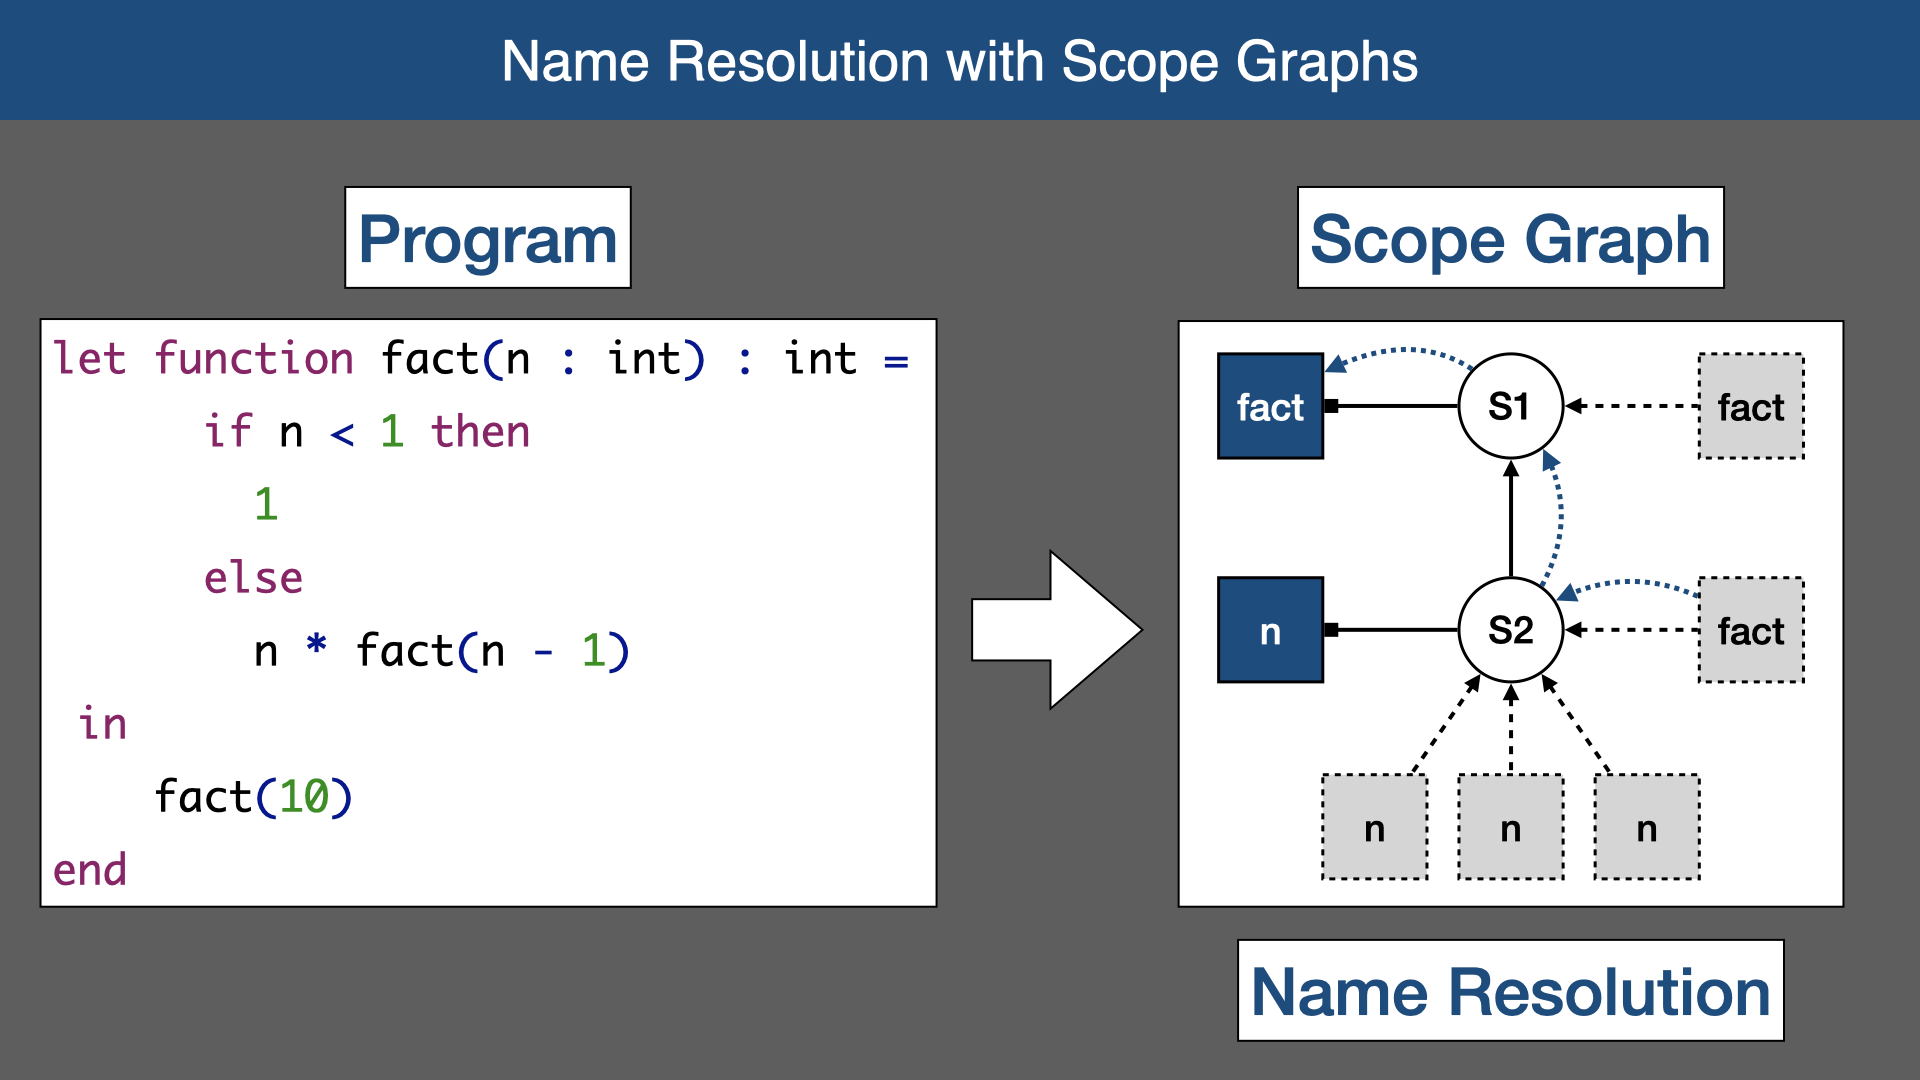 Name Resolution with Scope Graphs
Program
let function fact(n : int) : int =
if n < 1 then
1
else
n * fact(n - 1)
in
fact(10)
end
Scope Graph
fact
S1
fact
n
S2
fact
n
n
n
Name Resolution